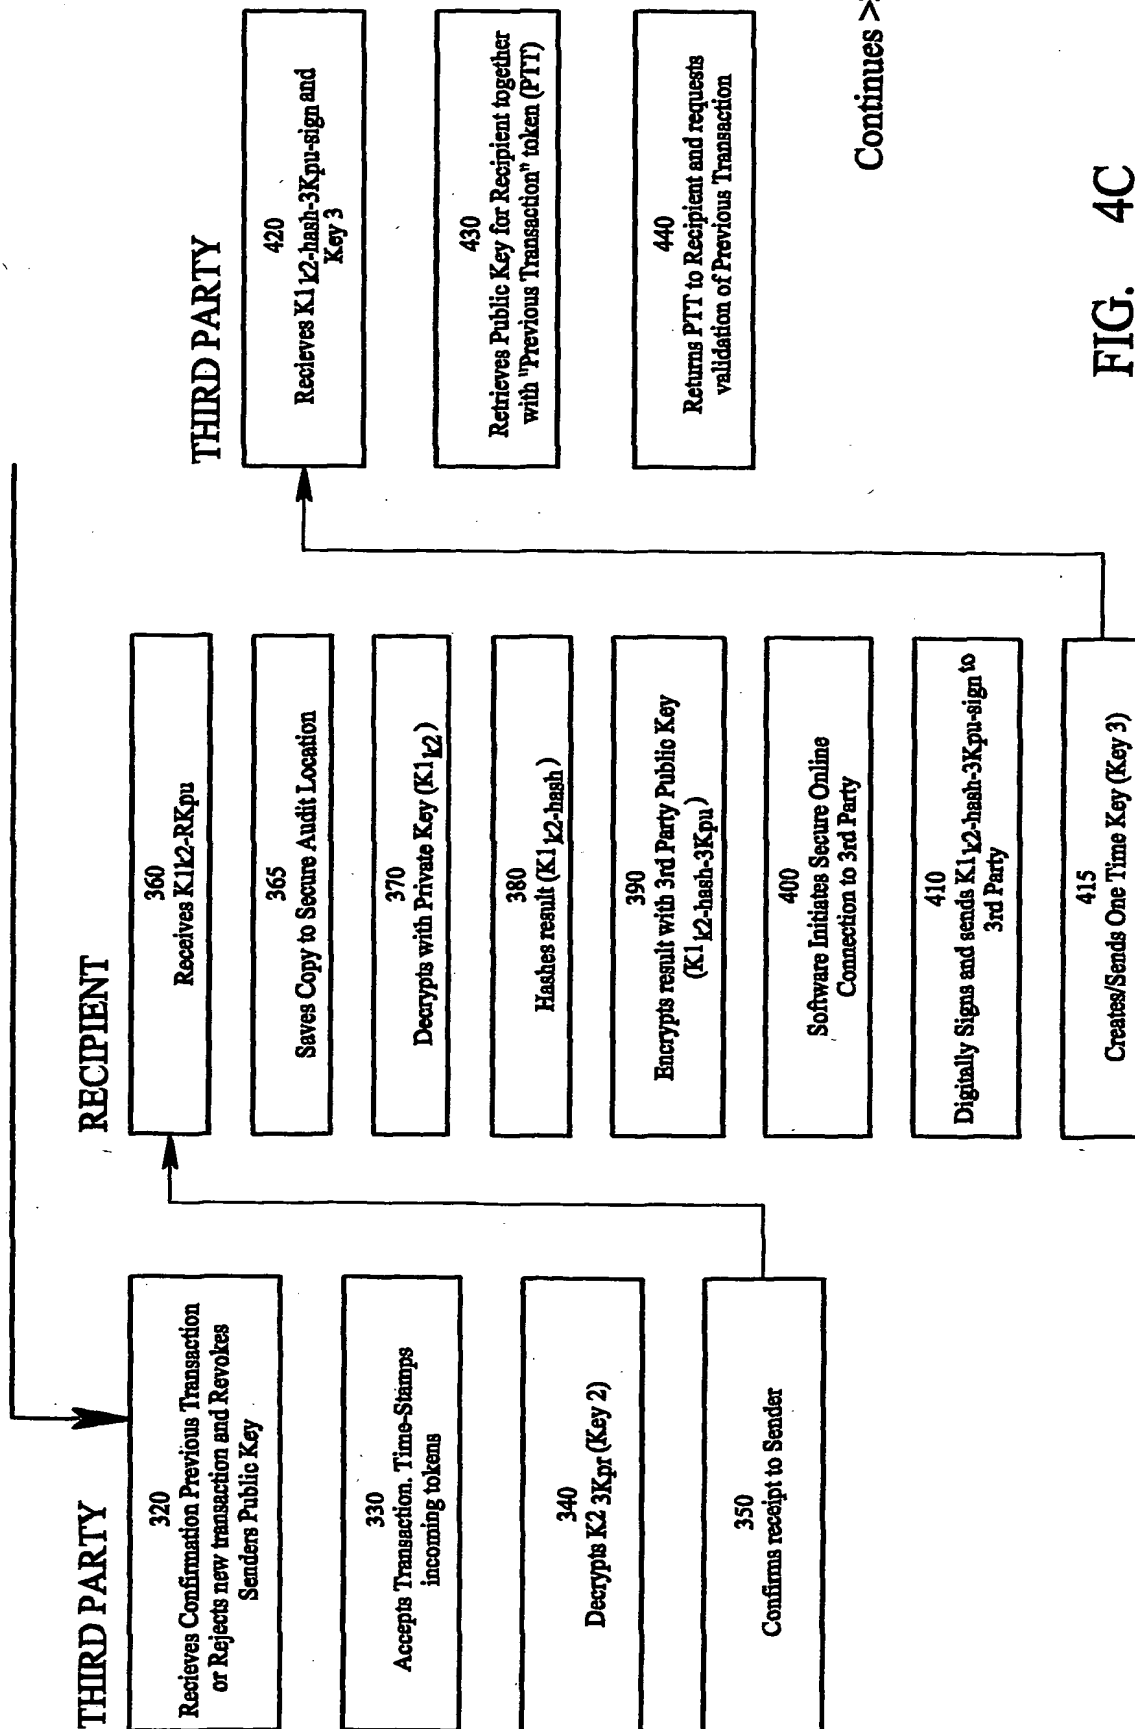 THIRD PARTY
320
Recieves Confirmation Previous Transaction
or Rejects new transaction and Revokes
Senders Public Key
330
Accepts Transaction. Time-Stamps
incoming tokens
340
Decrypts K2 3Kpr (Key 2)
350
Confirms receipt to Sender
RECIPIENT
360
Receives K1k2-RKpu
365
Saves Copy to Secure Audit Location
370
Decrypts with Private Key (K1k2)
380
Hashes result (K1k2-hash)
390
Encrypts result with 3rd Party Public Key
(K1k2-hash-3Kpu)
400
Software Initiates Secure Online
Connection to 3rd Party
410
Digitally Signs and sends K1k2-hash-3Kpu-sign to
3rd Party
415
Creates/Sends One Time Key (Key 3)
THIRD PARTY
420
Recieves K1k2-hash-3Kpu-sign and
Key 3
430
Retrieves Public Key for Recipient together
with "Previous Transaction" token (PTT)
440
Returns PTT to Recipient and requests
validation of Previous Transaction
Continues >
FIG. 4C